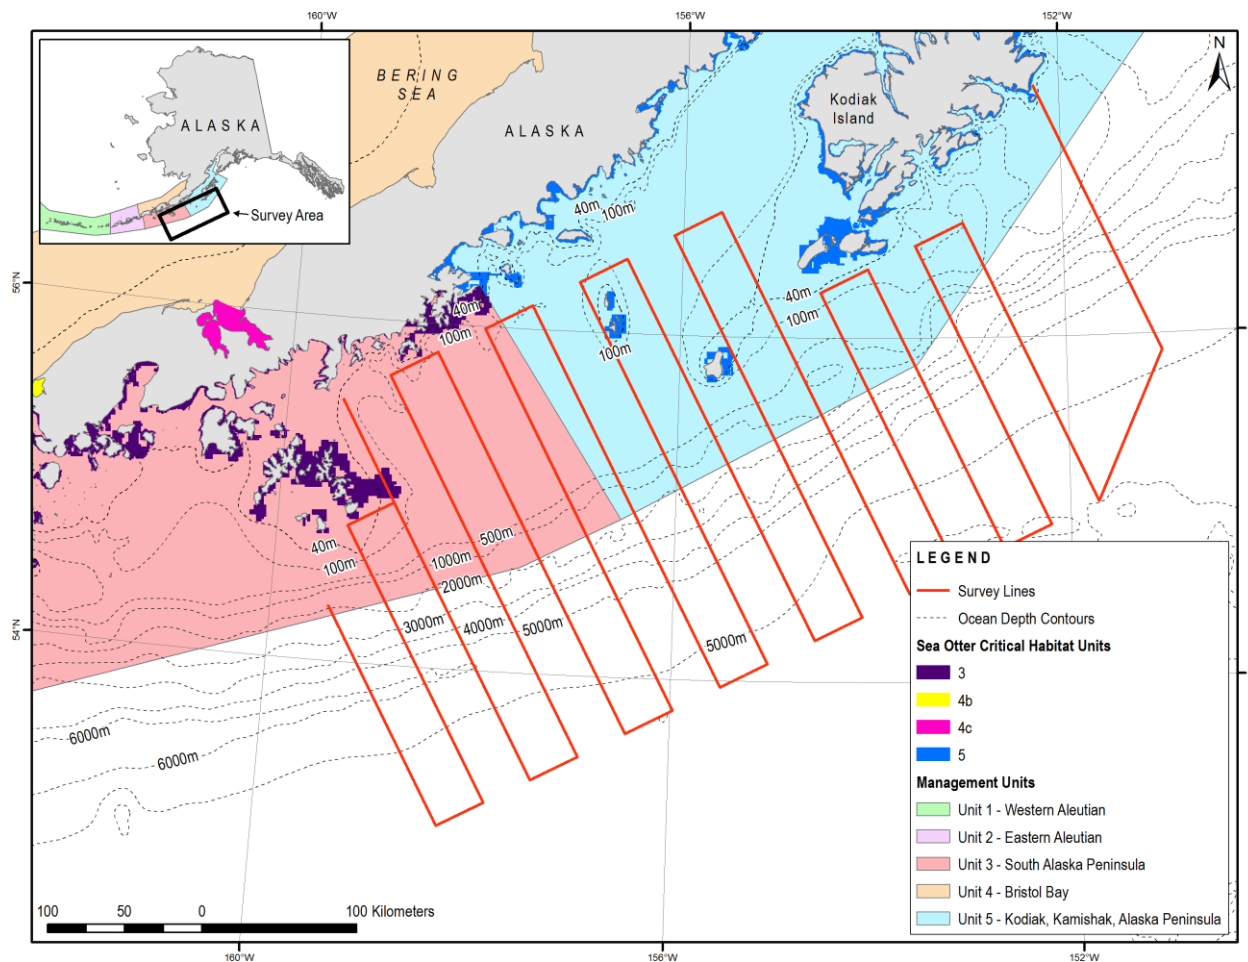 160°W
156°W
152°W
N
BERING
SEA
ALASKA
Kodiak
Island
ALASKA
Survey Area
40m
100m
56°N
40m
100m
40m
100m
100m
40m
100m
500m
1000m
2000m
3000m
4000m
5000m
5000m
54°N
6000m
6000m
LEGEND
Survey Lines
Ocean Depth Contours
Sea Otter Critical Habitat Units
3
4b
4c
5
Management Units
Unit 1 - Western Aleutian
Unit 2 - Eastern Aleutian
Unit 3 - South Alaska Peninsula
Unit 4 - Bristol Bay
Unit 5 - Kodiak, Kamishak, Alaska Peninsula
100 50 0 100 Kilometers
160°W
156°W
152°W